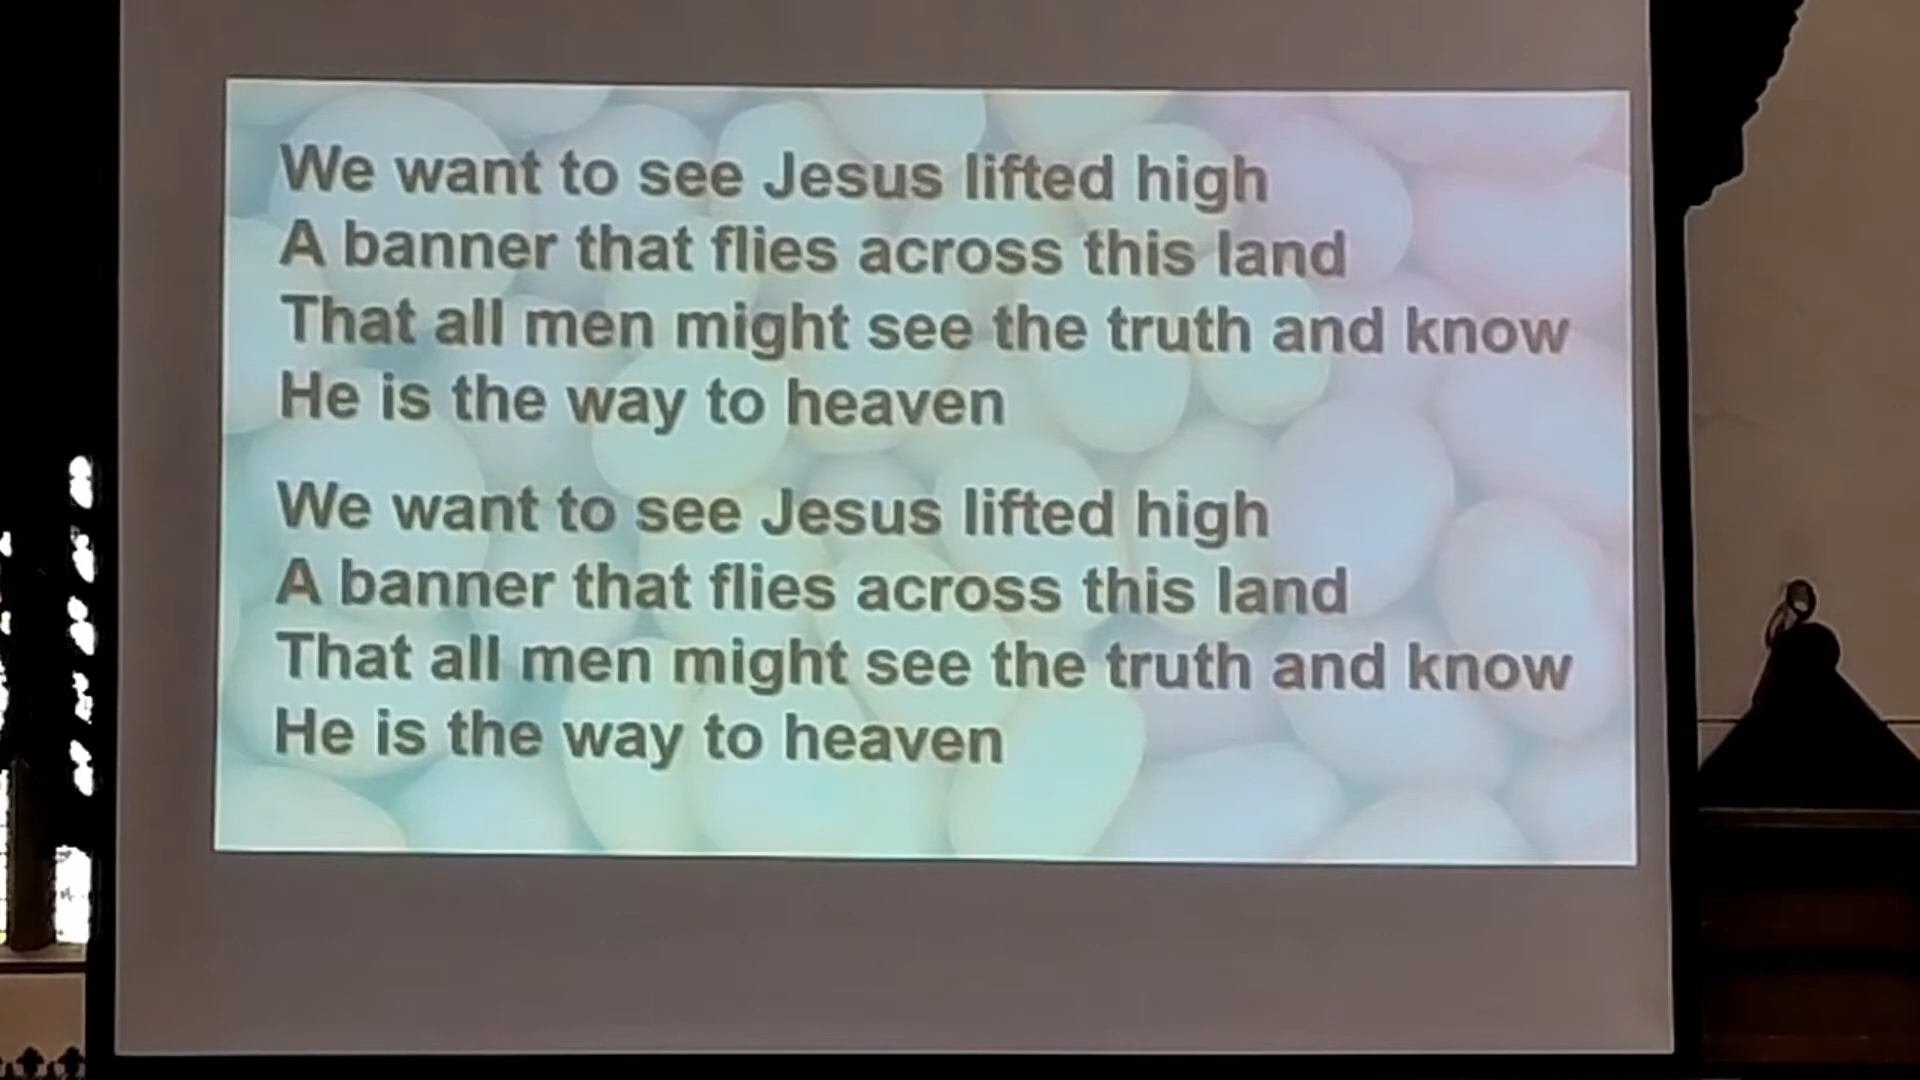 We want to see Jesus lifted high
A banner that flies across this land
That all men might see the truth and know
He is the way to heaven
We want to see Jesus lifted high
A banner that flies across this land
That all men might see the truth and know
He is the way to heaven